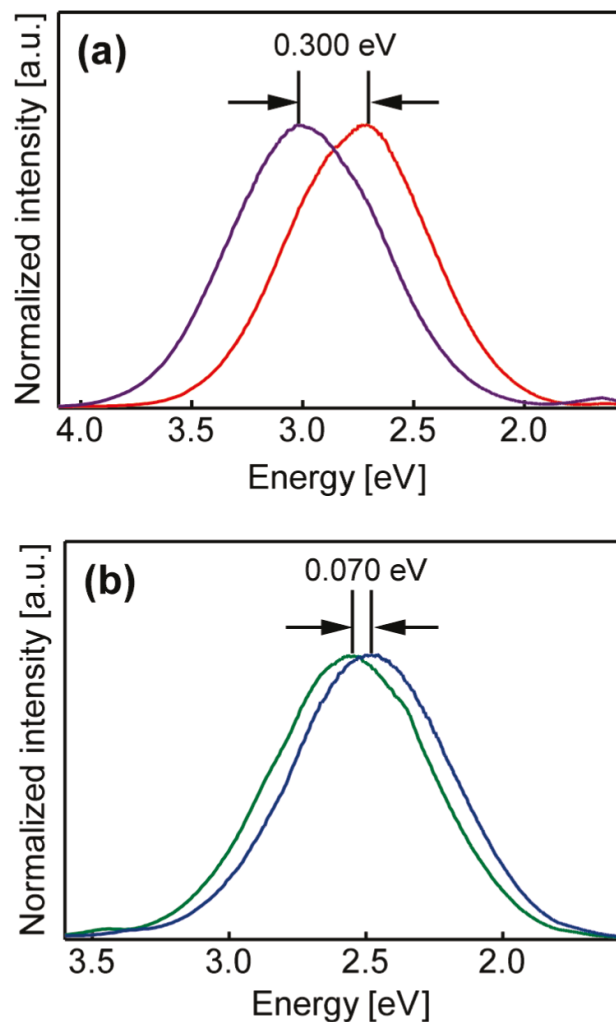 (a)
0.300 eV
Normalized intensity [a.u.]
4.0 3.5 3.0 2.5 2.0
Energy [eV]
(b)
0.070 eV
Normalized intensity [a.u.]
3.5 3.0 2.5 2.0
Energy [eV]